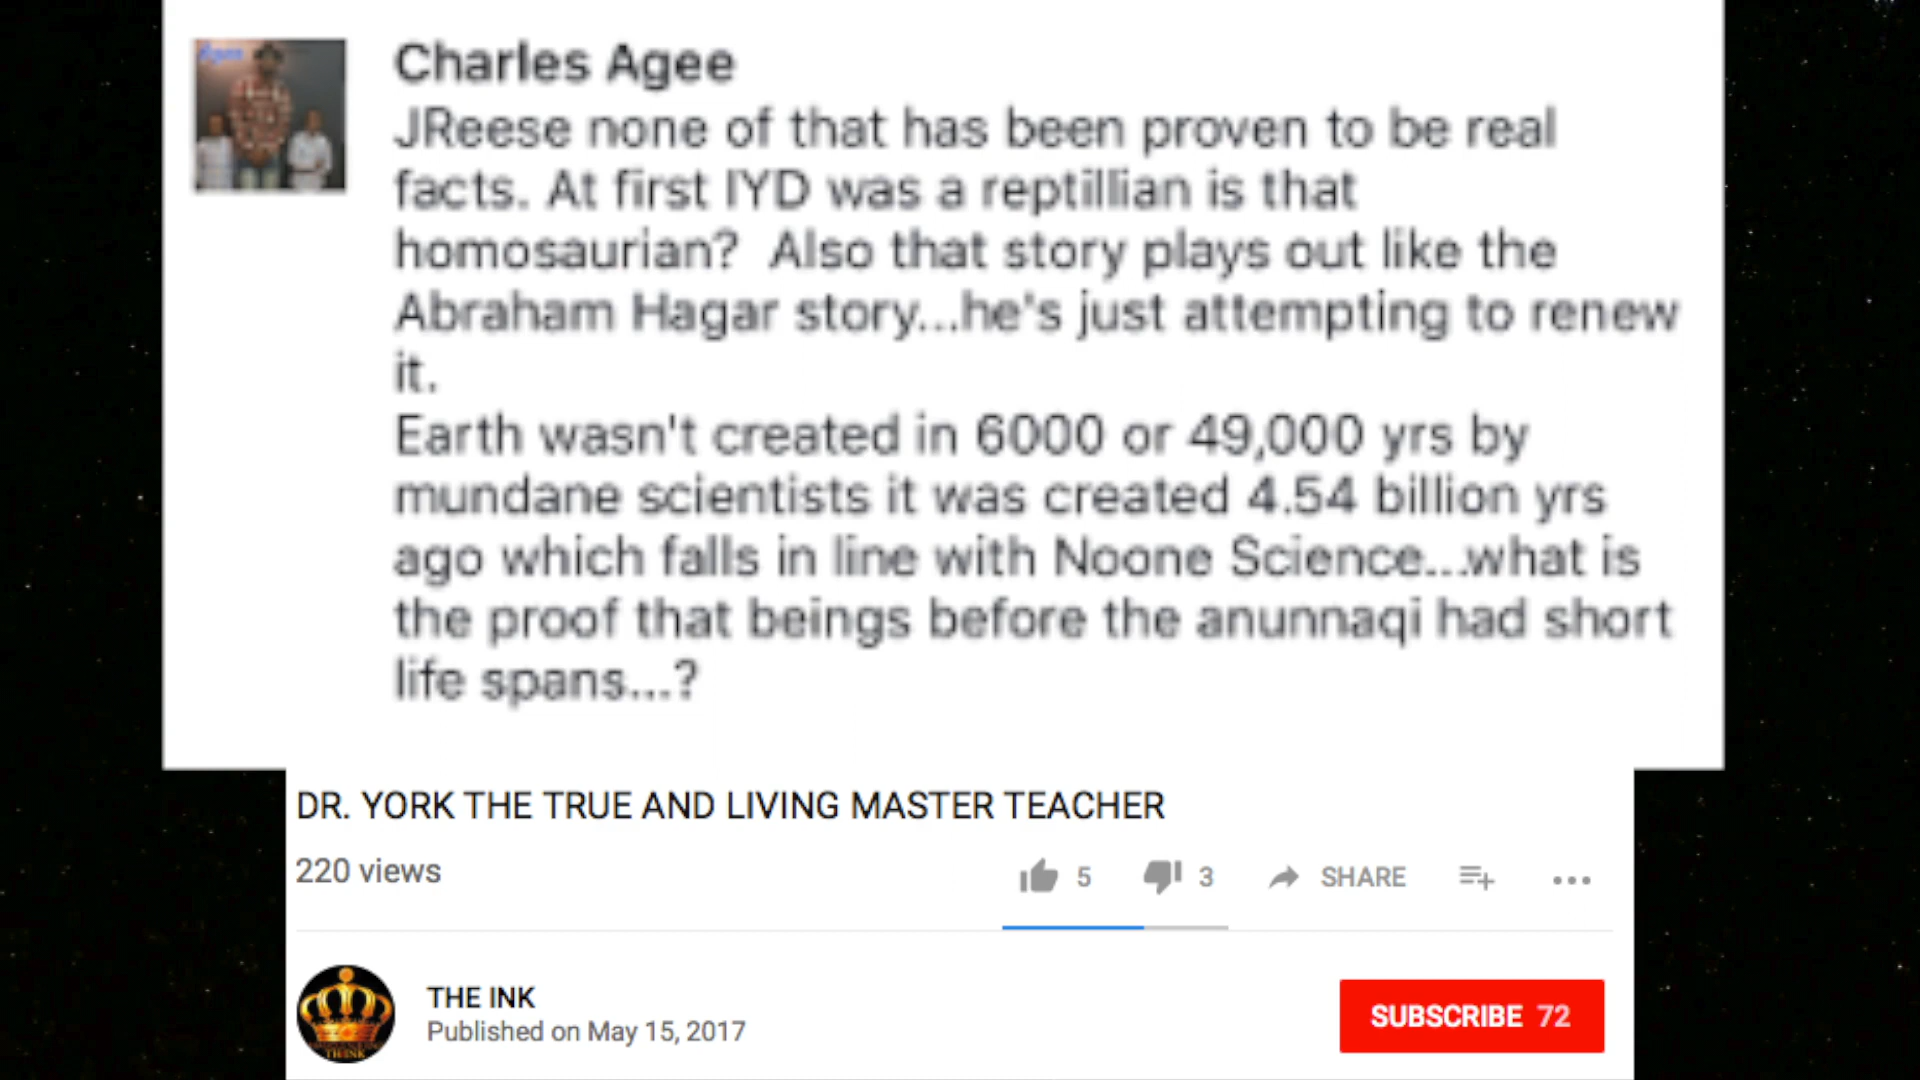 Charles Agee
JReese none of that has been proven to be real
facts. At first IYD was a reptillian is that
homosaurian?  Also that story plays out like the
Abraham Hagar story...he's just attempting to renew
it.
Earth wasn't created in 6000 or 49,000 yrs by
mundane scientists it was created 4.54 billion yrs
ago which falls in line with Noone Science...what is
the proof that beings before the anunnaqi had short
life spans...?
DR. YORK THE TRUE AND LIVING MASTER TEACHER
220 views
5 3 SHARE
THE INK
Published on May 15, 2017
SUBSCRIBE 72